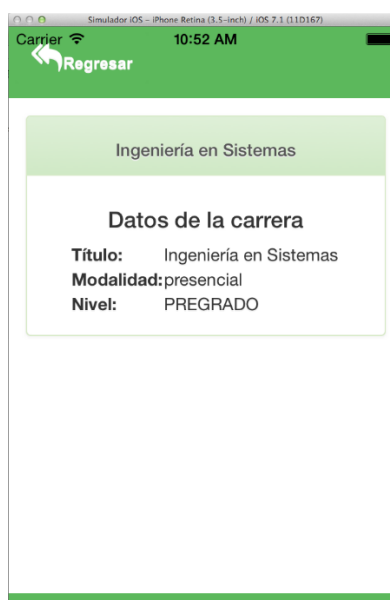 Simulador iOS - iPhone Retina (3.5-inch) / iOS 7.1 (11D167)
Carrier 10:52 AM
Regresar
Ingeniería en Sistemas
Datos de la carrera
Título: Ingeniería en Sistemas
Modalidad: presencial
Nivel: PREGRADO